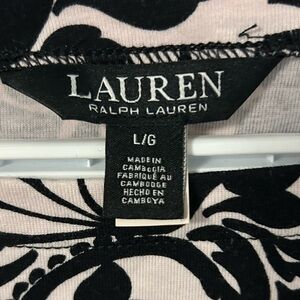 LAUREN
RALPH LAUREN
L/G
MADE IN
CAMBODIA
FABRIQUÉ AU
CAMBODGE
HECHO EN
CAMBOYA